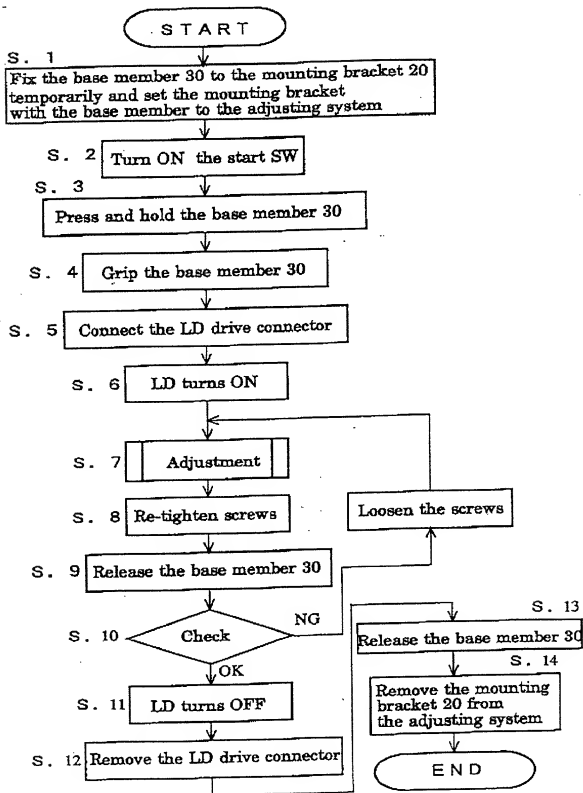 START
S. 1
Fix the base member 30 to the mounting bracket 20
temporarily and set the mounting bracket
with the base member to the adjusting system
S. 2
Turn ON the start SW
S. 3
Press and hold the base member 30
S. 4
Grip the base member 30
S. 5
Connect the LD drive connector
S. 6
LD turns ON
S. 7
Adjustment
S. 8
Re-tighten screws
Loosen the screws
S. 9
Release the base member 30
S. 10
Check
NG
OK
S. 11
LD turns OFF
S. 12
Remove the LD drive connector
S. 13
Release the base member 30
S. 14
Remove the mounting
bracket 20 from
the adjusting system
END